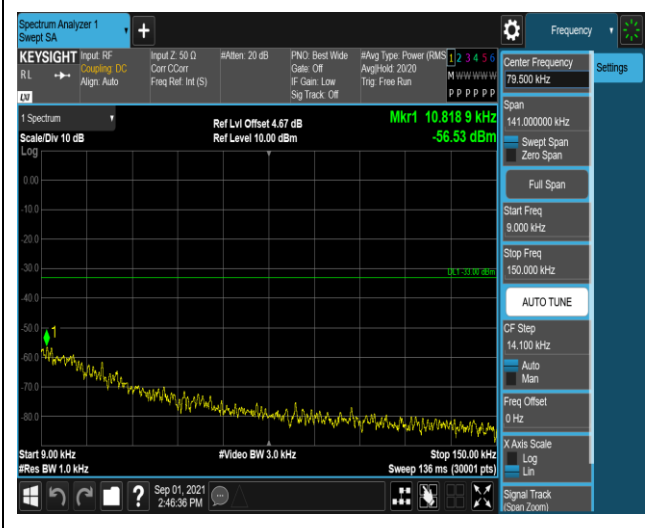 Spectrum Analyzer 1
Swept SA
+
Frequency
Settings
KEYSIGHT
RL
LXI
Input: RF
Coupling: DC
Align: Auto
Input Z: 50 Ω
Corr CCorr
Freq Ref: Int (S)
#Atten: 20 dB
PNO: Best Wide
Gate: Off
IF Gain: Low
Sig Track: Off
#Avg Type: Power (RMS
Avg|Hold: 20/20
Trig: Free Run
1 2 3 4 5 6
M W W W W W
P P P P P P
1 Spectrum
Scale/Div 10 dB
Log
Ref Lvl Offset 4.67 dB
Ref Level 10.00 dBm
Mkr1 10.818 9 kHz
-56.53 dBm
0.00
-10.0
-20.0
-30.0
DL1 -33.00 dBm
-40.0
-50.0
1
-60.0
-70.0
-80.0
Start 9.00 kHz
#Res BW 1.0 kHz
#Video BW 3.0 kHz
Stop 150.00 kHz
Sweep 136 ms (30001 pts)
Center Frequency
79.500 kHz
Span
141.000000 kHz
Swept Span
Zero Span
Full Span
Start Freq
9.000 kHz
Stop Freq
150.000 kHz
AUTO TUNE
CF Step
14.100 kHz
Auto
Man
Freq Offset
0 Hz
X Axis Scale
Log
Lin
Signal Track
(Span Zoom)
?
Sep 01, 2021
2:46:36 PM